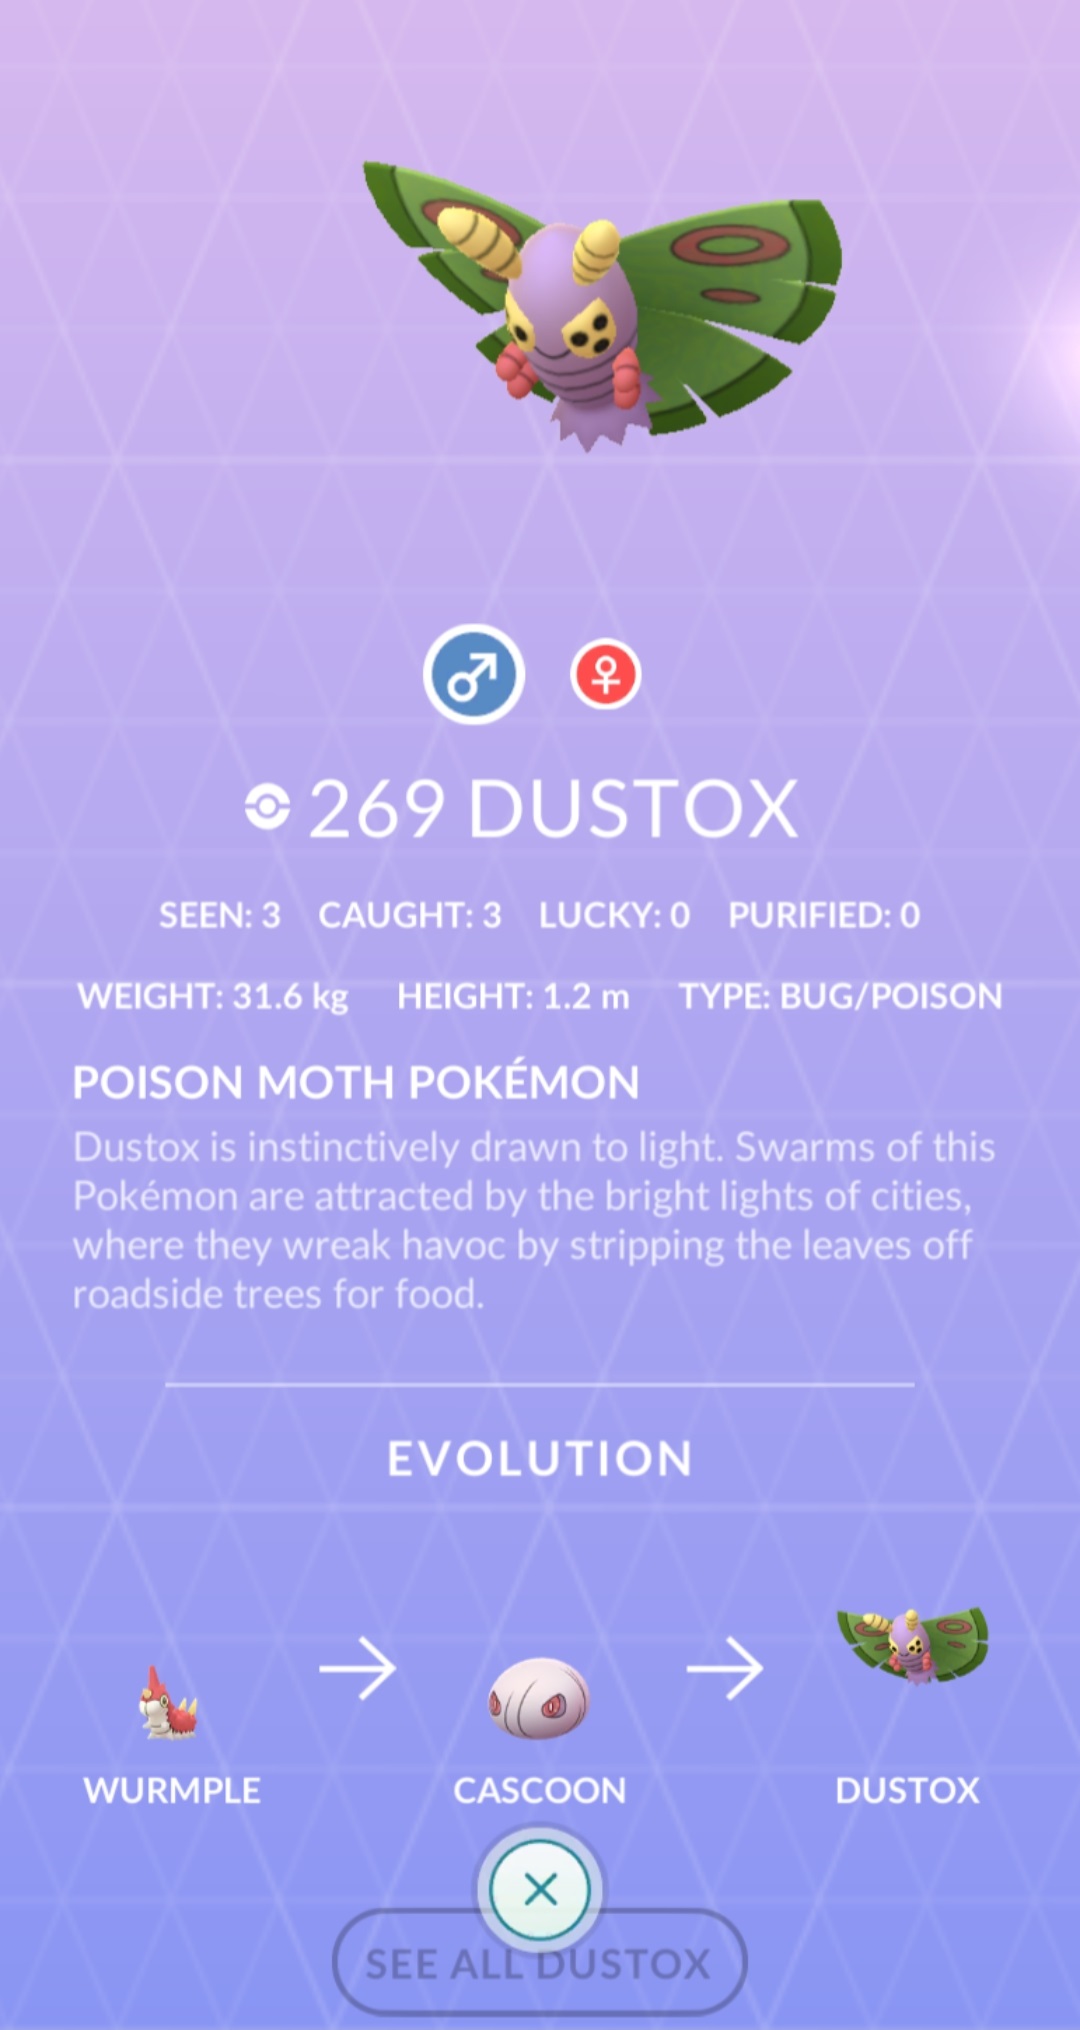 269 DUSTOX
SEEN: 3 CAUGHT: 3 LUCKY: 0 PURIFIED: 0
WEIGHT: 31.6 kg HEIGHT: 1.2 m TYPE: BUG/POISON
POISON MOTH POKÉMON
Dustox is instinctively drawn to light. Swarms of this
Pokémon are attracted by the bright lights of cities,
where they wreak havoc by stripping the leaves off
roadside trees for food.
EVOLUTION
WURMPLE CASCOON DUSTOX
SEE ALL DUSTOX